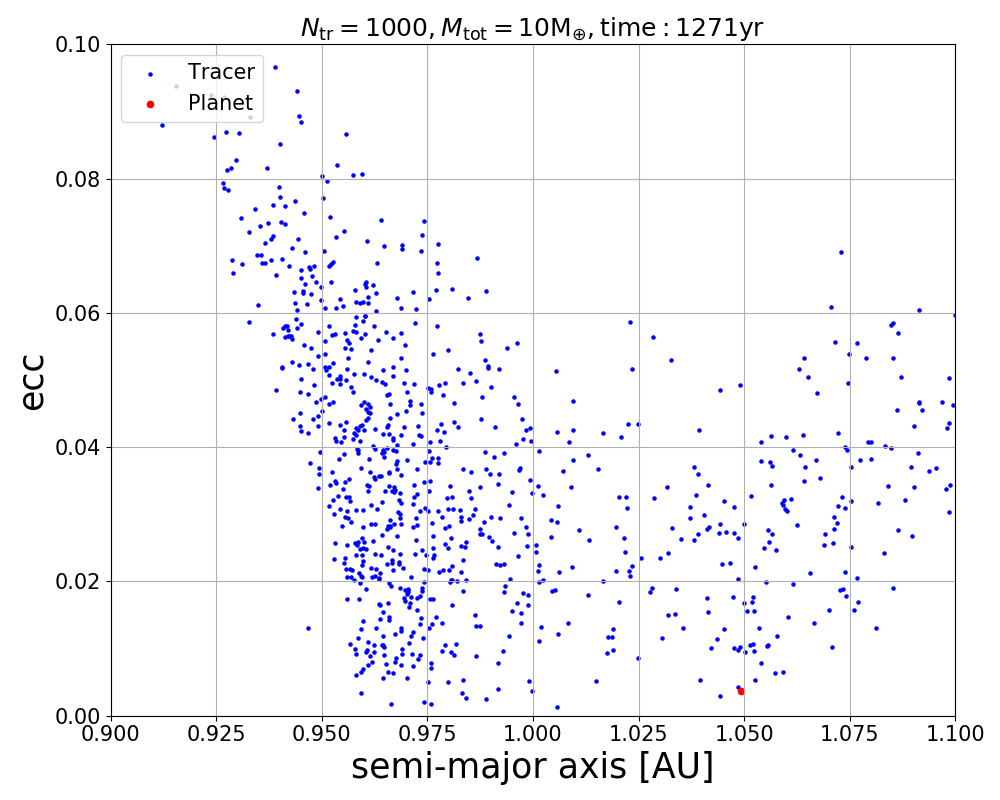 N_tr = 1000, M_tot = 10M_⊕, time : 1271yr
Tracer
Planet
ecc
0.10
0.08
0.06
0.04
0.02
0.00
0.900 0.925 0.950 0.975 1.000 1.025 1.050 1.075 1.100
semi-major axis [AU]